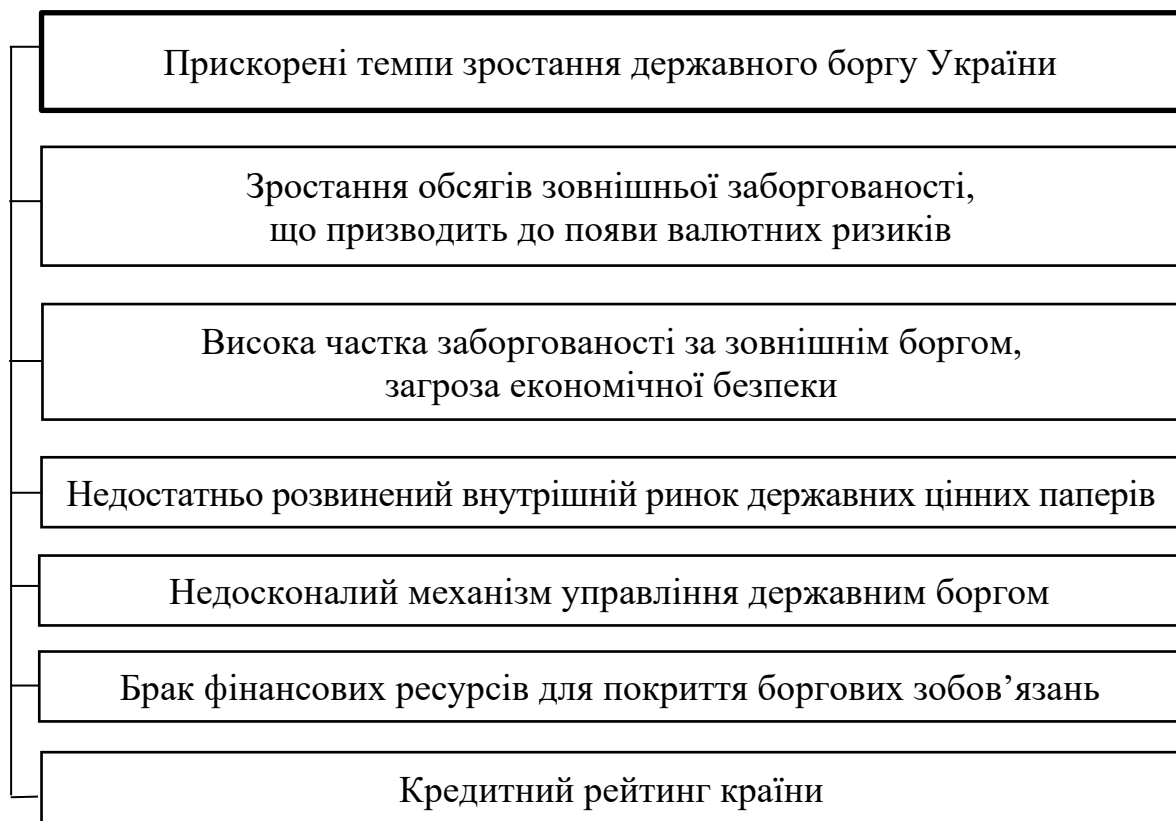 Прискорені темпи зростання державного боргу України
Зростання обсягів зовнішньої заборгованості,
що призводить до появи валютних ризиків
Висока частка заборгованості за зовнішнім боргом,
загроза економічної безпеки
Недостатньо розвинений внутрішній ринок державних цінних паперів
Недосконалий механізм управління державним боргом
Брак фінансових ресурсів для покриття боргових зобов’язань
Кредитний рейтинг країни